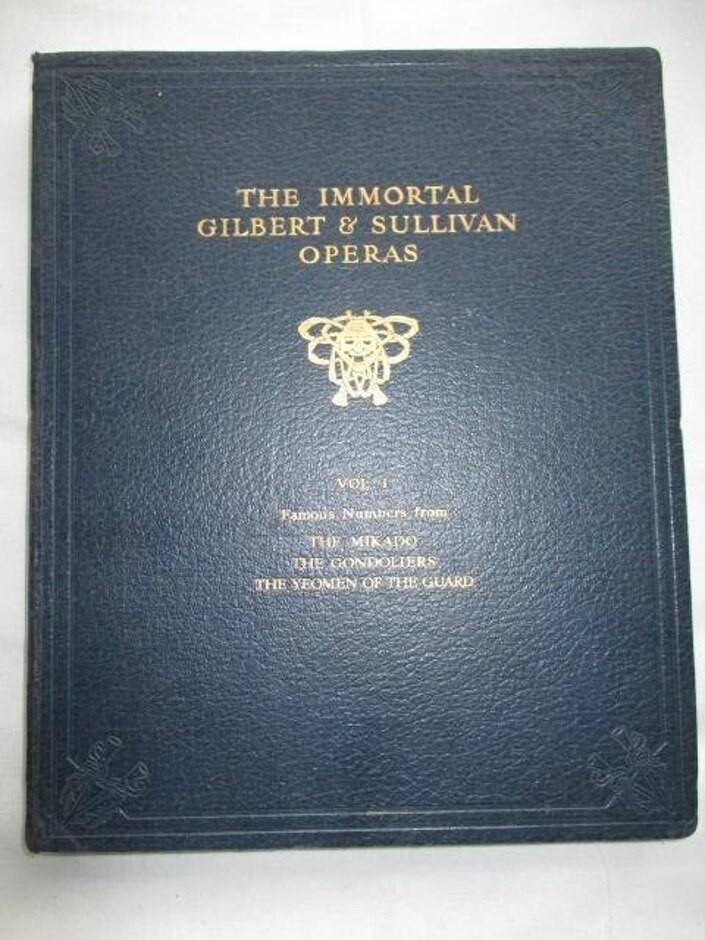 THE IMMORTAL
GILBERT & SULLIVAN
OPERAS
VOL. I
Famous Numbers from
THE MIKADO
THE GONDOLIERS
THE YEOMEN OF THE GUARD